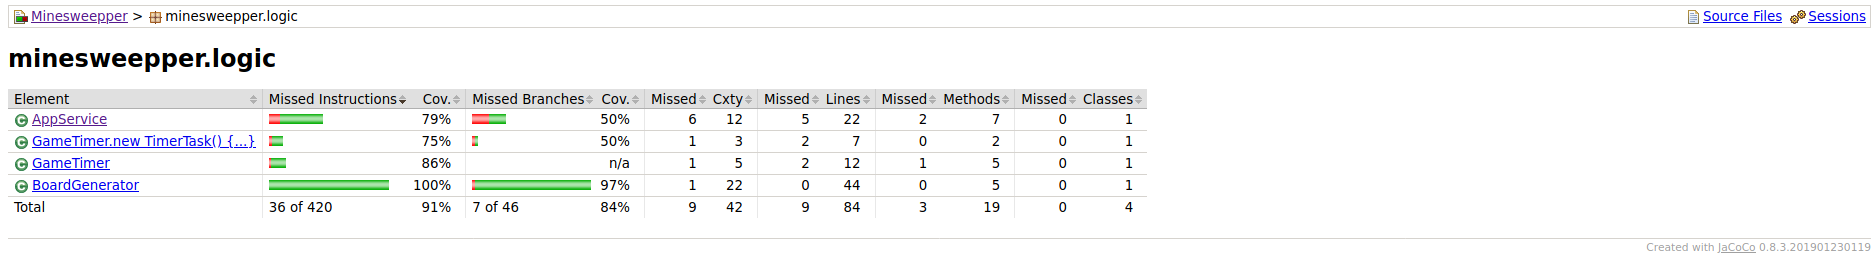 Minesweepper > minesweepper.logic Source Files Sessions
minesweepper.logic
Element Missed Instructions Cov. Missed Branches Cov. Missed Cxty Missed Lines Missed Methods Missed Classes
AppService 79% 50% 6 12 5 22 2 7 0 1
GameTimer.new TimerTask() {...} 75% 50% 1 3 2 7 0 2 0 1
GameTimer 86% n/a 1 5 2 12 1 5 0 1
BoardGenerator 100% 97% 1 22 0 44 0 5 0 1
Total 36 of 420 91% 7 of 46 84% 9 42 9 84 3 19 0 4
Created with JaCoCo 0.8.3.201901230119